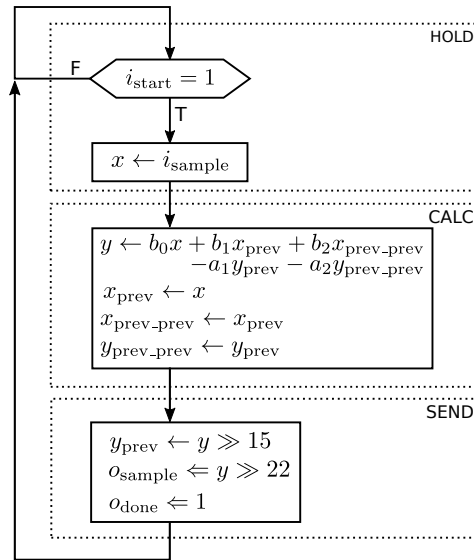 HOLD
i_start = 1
F
T
x ← i_sample
CALC
y ← b_0x + b_1x_prev + b_2x_prev_prev
−a_1y_prev − a_2y_prev_prev
x_prev ← x
x_prev_prev ← x_prev
y_prev_prev ← y_prev
SEND
y_prev ← y ≫ 15
o_sample ⇐ y ≫ 22
o_done ⇐ 1